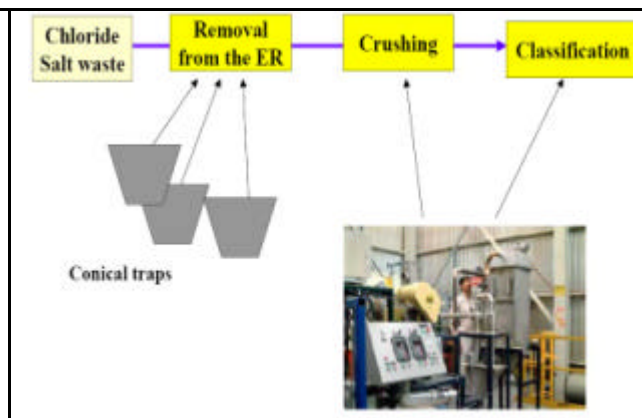 Chloride
Salt waste
Removal
from the ER
Crushing
Classification
Conical traps